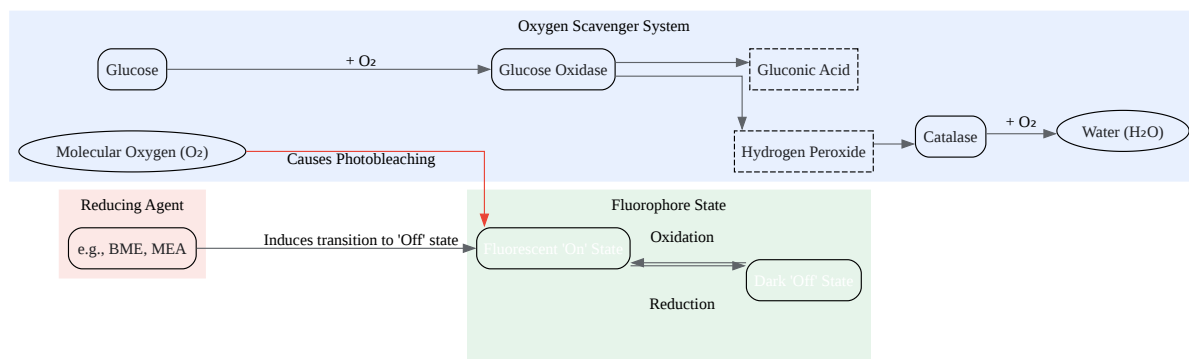 Oxygen Scavenger System
Glucose
+ O₂
Glucose Oxidase
Gluconic Acid
Hydrogen Peroxide
Catalase
+ O₂
Water (H₂O)
Molecular Oxygen (O₂)
Causes Photobleaching
Reducing Agent
e.g., BME, MEA
Induces transition to 'Off' state
Fluorophore State
Fluorescent 'On' State
Oxidation
Dark 'Off' State
Reduction